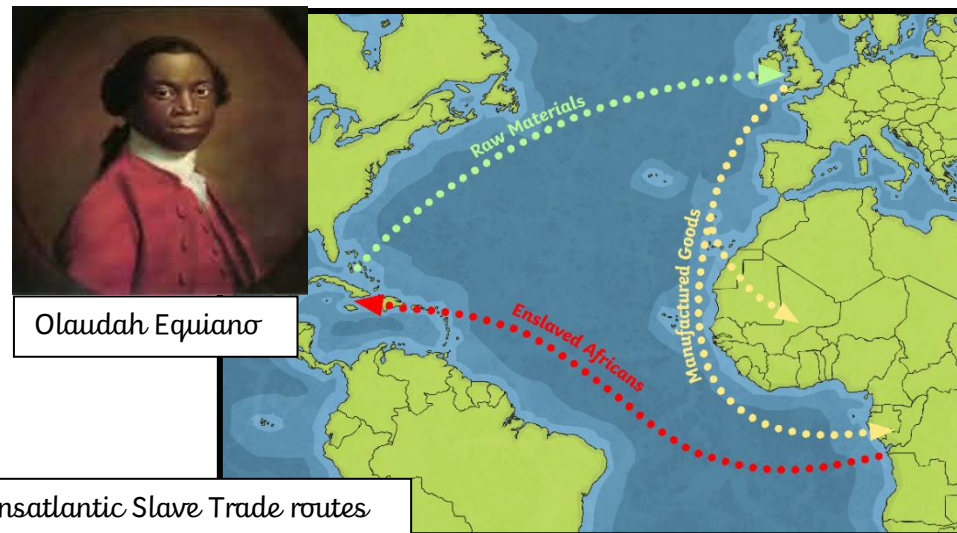 Olaudah Equiano
Raw Materials
Manufactured Goods
Enslaved Africans
nsatlantic Slave Trade routes